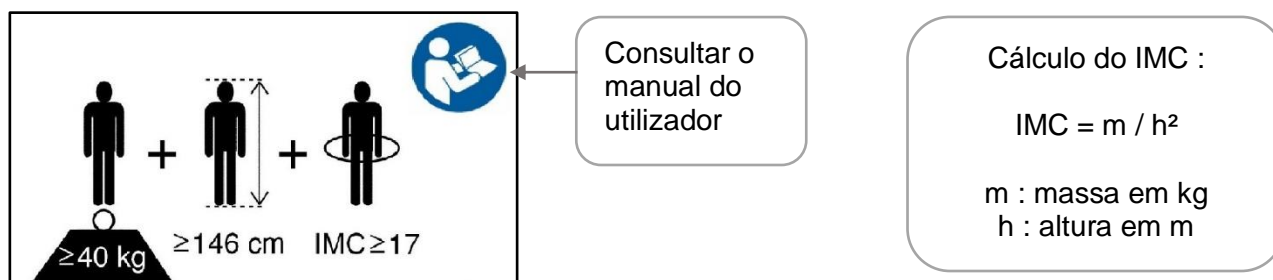 ≥40 kg
≥146 cm
IMC≥17
Consultar o
manual do
utilizador
Cálculo do IMC :
IMC = m / h²
m : massa em kg
h : altura em m